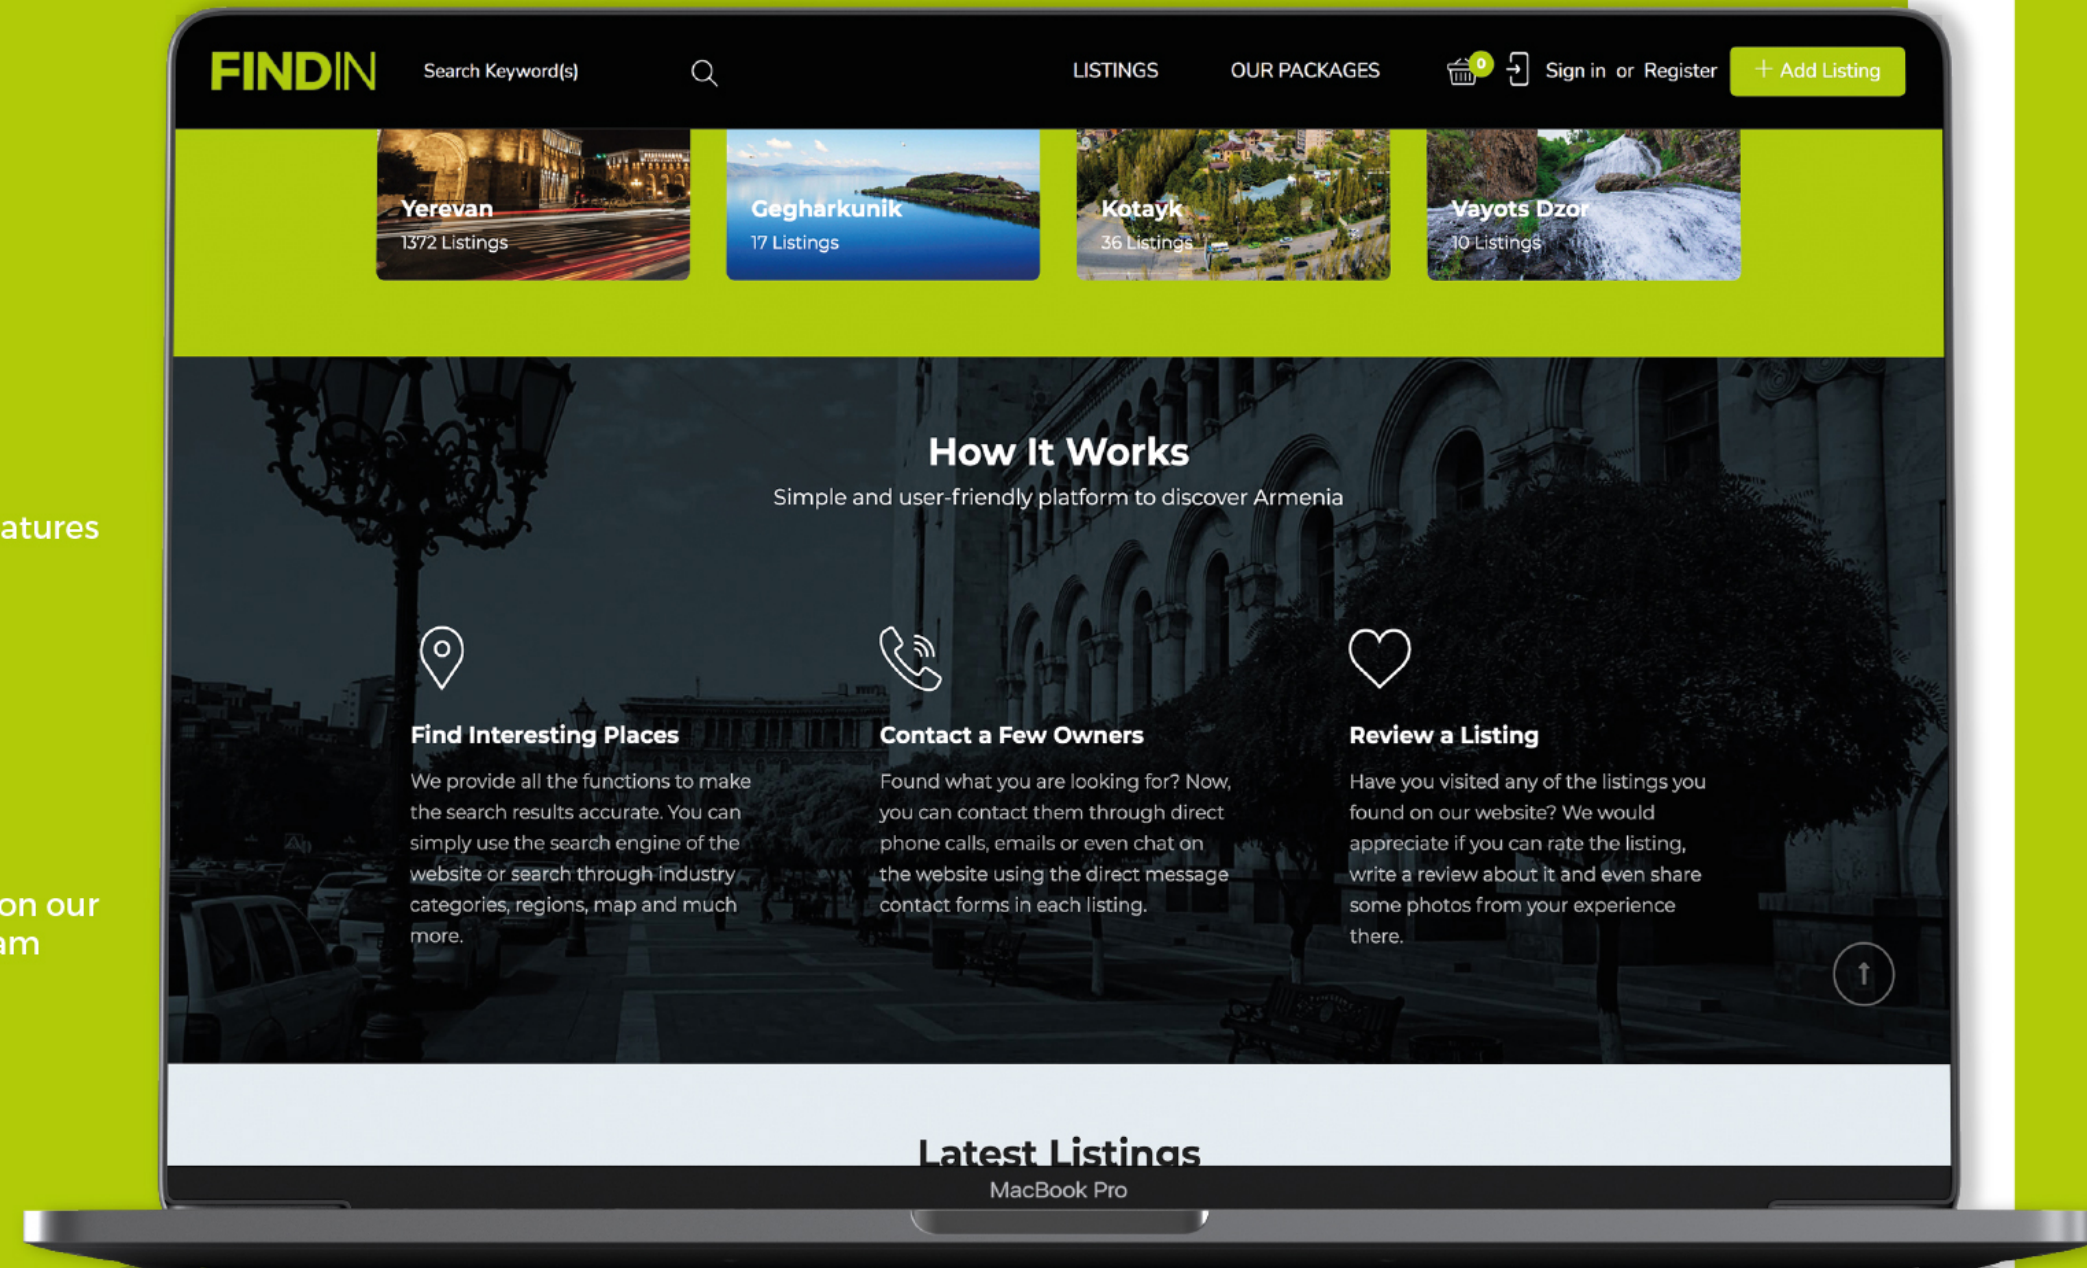 FINDIN
Search Keyword(s)
LISTINGS
OUR PACKAGES
0
Sign in or Register
+ Add Listing
Yerevan
1372 Listings
Gegharkunik
17 Listings
Kotayk
36 Listings
Vayots Dzor
10 Listings
How It Works
Simple and user-friendly platform to discover Armenia
Find Interesting Places
We provide all the functions to make
the search results accurate. You can
simply use the search engine of the
website or search through industry
categories, regions, map and much
more.
Contact a Few Owners
Found what you are looking for? Now,
you can contact them through direct
phone calls, emails or even chat on
the website using the direct message
contact forms in each listing.
Review a Listing
Have you visited any of the listings you
found on our website? We would
appreciate if you can rate the listing,
write a review about it and even share
some photos from your experience
there.
Latest Listings
MacBook Pro
atures
on our
am